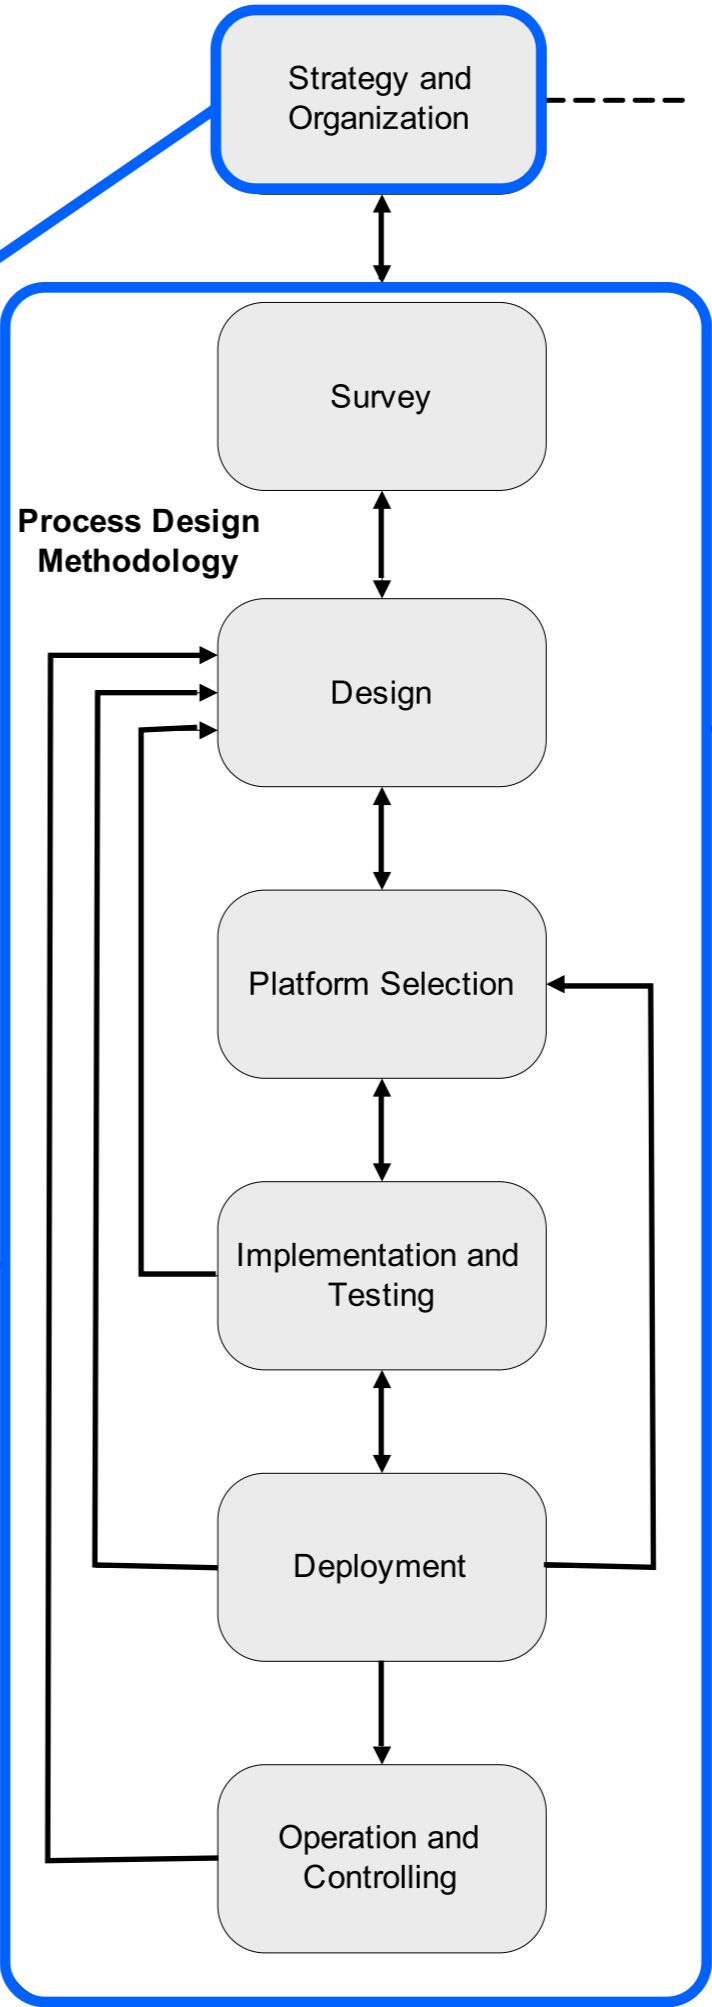 Strategy and
Organization
Survey
Process Design
Methodology
Design
Platform Selection
Implementation and
Testing
Deployment
Operation and
Controlling